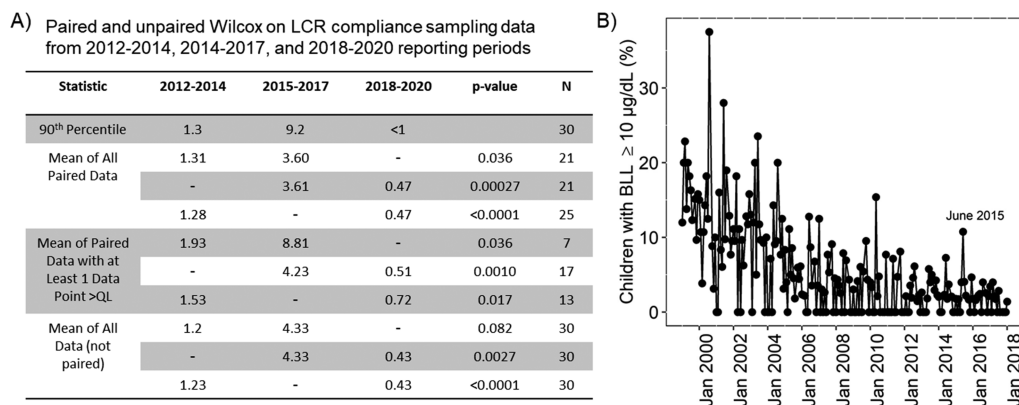 A) Paired and unpaired Wilcox on LCR compliance sampling data
from 2012-2014, 2014-2017, and 2018-2020 reporting periods
Statistic 2012-2014 2015-2017 2018-2020 p-value N
90th Percentile 1.3 9.2 <1 30
Mean of All
Paired Data
1.31 3.60 - 0.036 21
- 3.61 0.47 0.00027 21
1.28 - 0.47 <0.0001 25
Mean of Paired
Data with at
Least 1 Data
Point >QL
1.93 8.81 - 0.036 7
- 4.23 0.51 0.0010 17
1.53 - 0.72 0.017 13
Mean of All
Data (not
paired)
1.2 4.33 - 0.082 30
- 4.33 0.43 0.0027 30
1.23 - 0.43 <0.0001 30
B)
Children with BLL ≥ 10 µg/dL (%)
30
20
10
0
June 2015
Jan 2000
Jan 2002
Jan 2004
Jan 2006
Jan 2008
Jan 2010
Jan 2012
Jan 2014
Jan 2016
Jan 2018